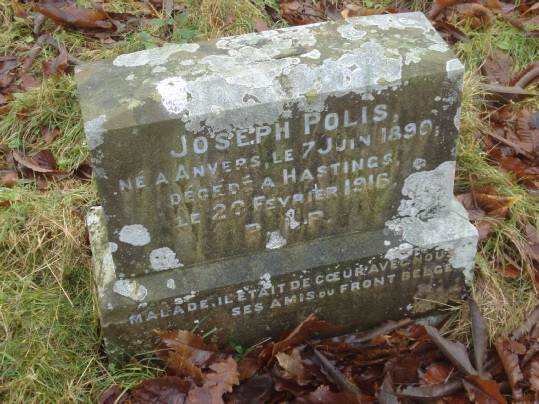 JOSEPH POLIS,
NÉ A ANVERS, LE 7 JUIN 1890,
DÉCÉDÉ A HASTINGS,
LE 20 FÉVRIER 1916.
R.I.P.
MALADE, IL ÉTAIT DE CŒUR AVEC TOUS
SES AMIS DU FRONT BELGE